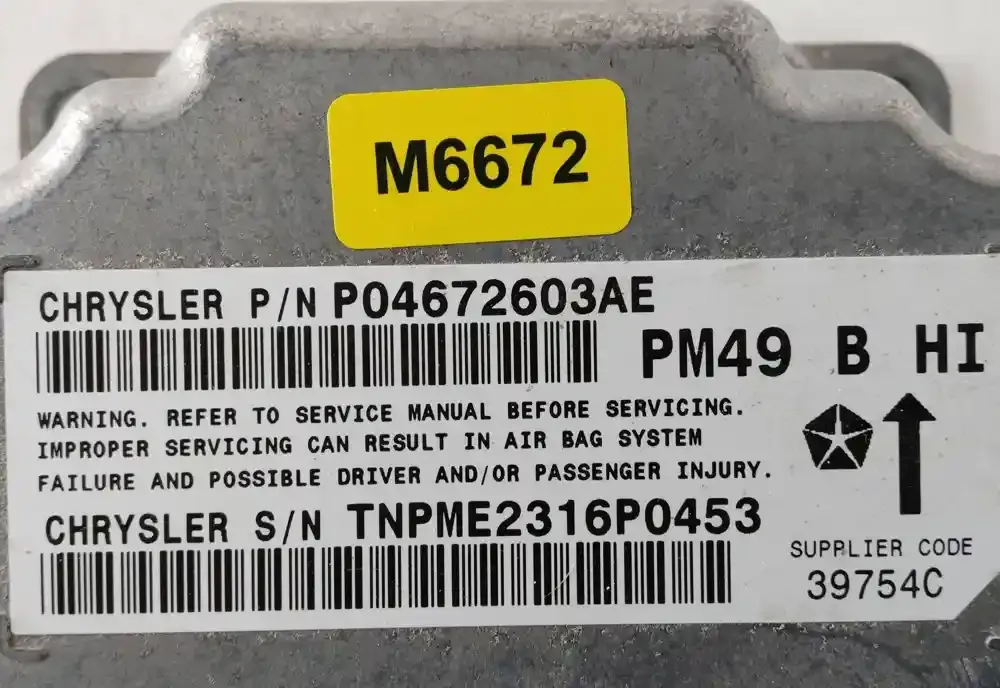 M6672
CHRYSLER P/N P04672603AE
PM49 B HI
WARNING. REFER TO SERVICE MANUAL BEFORE SERVICING.
IMPROPER SERVICING CAN RESULT IN AIR BAG SYSTEM
FAILURE AND POSSIBLE DRIVER AND/OR PASSENGER INJURY.
CHRYSLER S/N TNPME2316P0453
SUPPLIER CODE
39754C